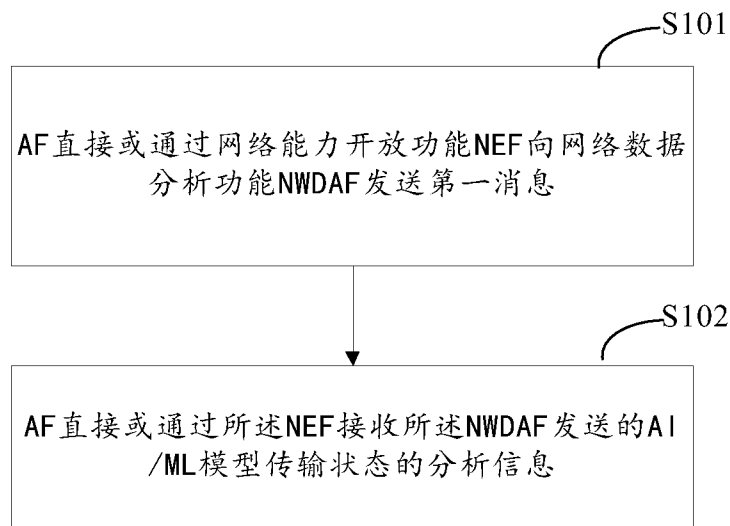 S101
AF直接或通过网络能力开放功能NEF向网络数据
分析功能NWDAF发送第一消息
S102
AF直接或通过所述NEF接收所述NWDAF发送的AI
/ML模型传输状态的分析信息